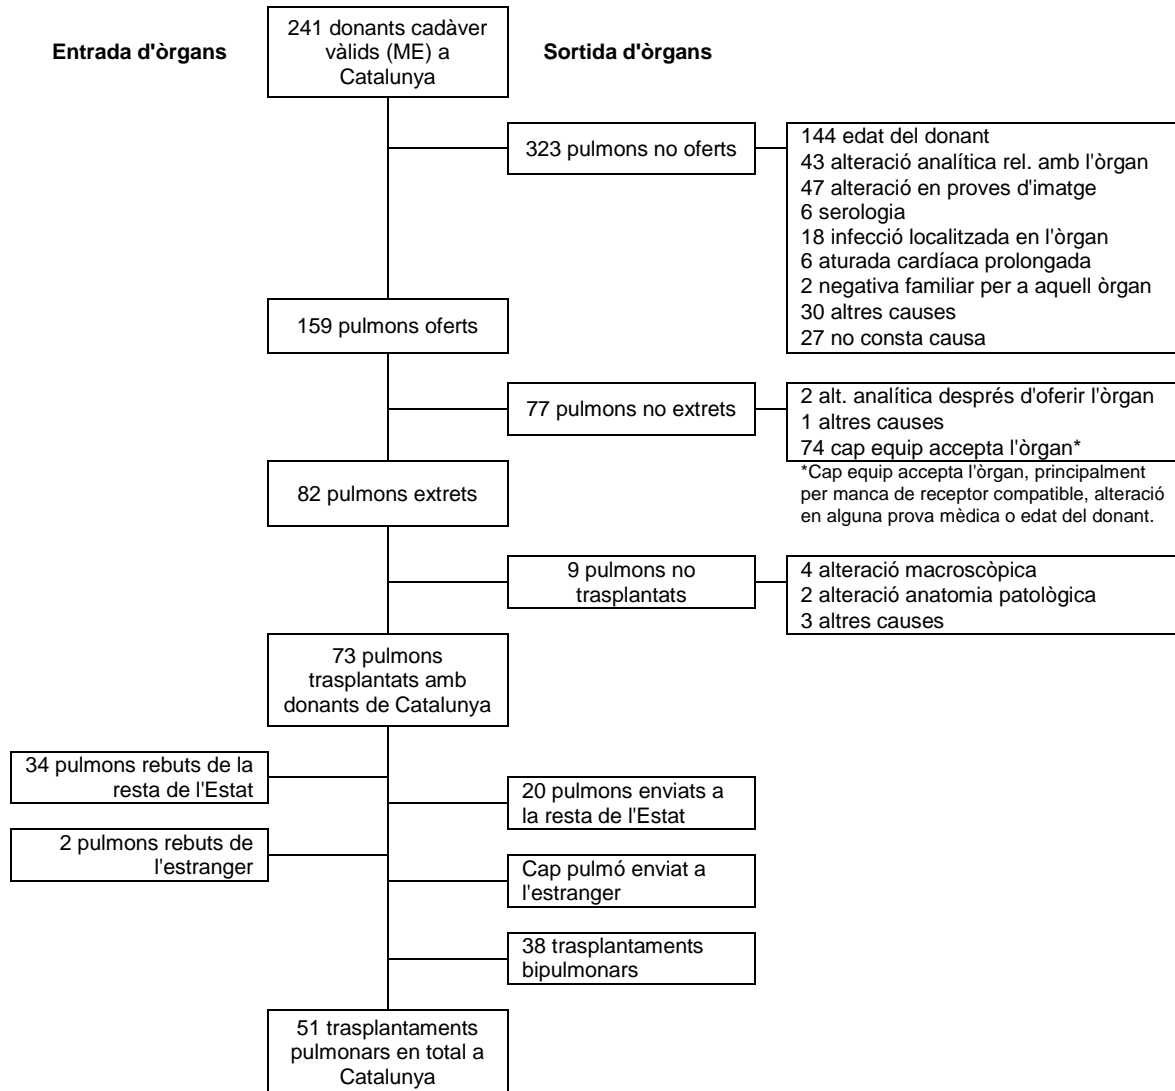 241 donants cadàver
vàlids (ME) a
Catalunya
Entrada d'òrgans
Sortida d'òrgans
323 pulmons no oferts
144 edat del donant
43 alteració analítica rel. amb l'òrgan
47 alteració en proves d'imatge
6 serologia
18 infecció localitzada en l'òrgan
6 aturada cardíaca prolongada
2 negativa familiar per a aquell òrgan
30 altres causes
27 no consta causa
159 pulmons oferts
77 pulmons no extrets
2 alt. analítica després d'oferir l'òrgan
1 altres causes
74 cap equip accepta l'òrgan*
*Cap equip accepta l'òrgan, principalment
per manca de receptor compatible, alteració
en alguna prova mèdica o edat del donant.
82 pulmons extrets
9 pulmons no
trasplantats
4 alteració macroscòpica
2 alteració anatomia patològica
3 altres causes
73 pulmons
trasplantats amb
donants de Catalunya
34 pulmons rebuts de la
resta de l'Estat
20 pulmons enviats a
la resta de l'Estat
2 pulmons rebuts de
l'estranger
Cap pulmó enviat a
l'estranger
38 trasplantaments
bipulmonars
51 trasplantaments
pulmonars en total a
Catalunya